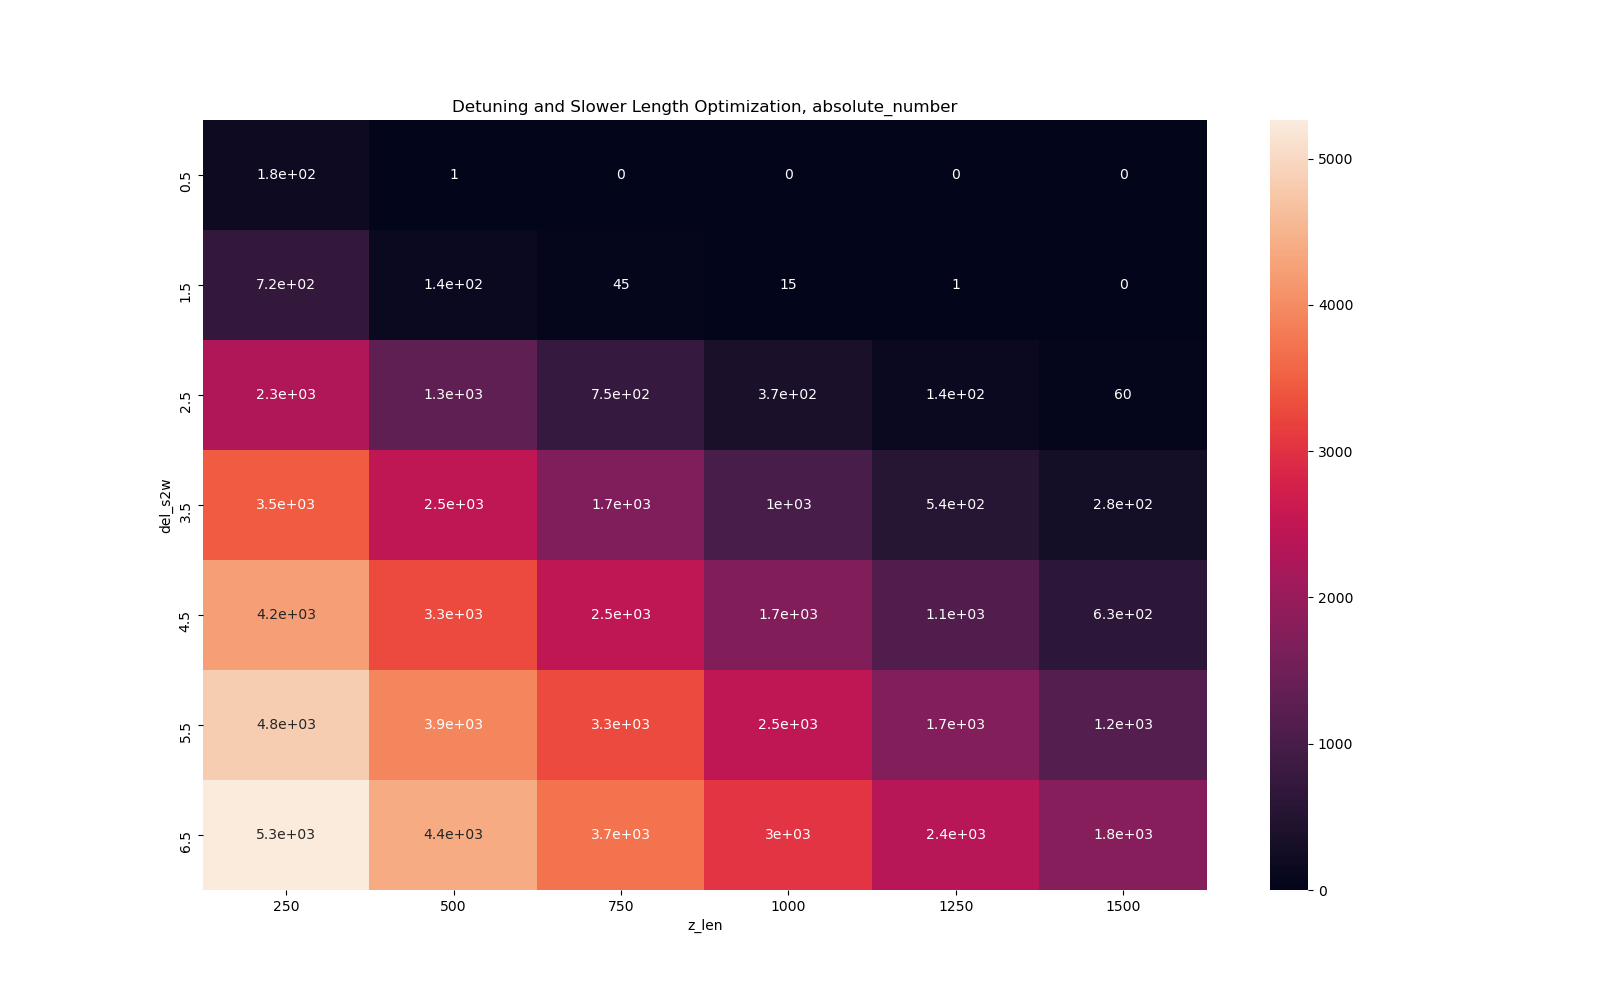 Detuning and Slower Length Optimization, absolute_number
0.5 1.8e+02 1 0 0 0 0
1.5 7.2e+02 1.4e+02 45 15 1 0
2.5 2.3e+03 1.3e+03 7.5e+02 3.7e+02 1.4e+02 60
3.5 3.5e+03 2.5e+03 1.7e+03 1e+03 5.4e+02 2.8e+02
4.5 4.2e+03 3.3e+03 2.5e+03 1.7e+03 1.1e+03 6.3e+02
5.5 4.8e+03 3.9e+03 3.3e+03 2.5e+03 1.7e+03 1.2e+03
6.5 5.3e+03 4.4e+03 3.7e+03 3e+03 2.4e+03 1.8e+03
250 500 750 1000 1250 1500
z_len
del_s2w
5000
4000
3000
2000
1000
0